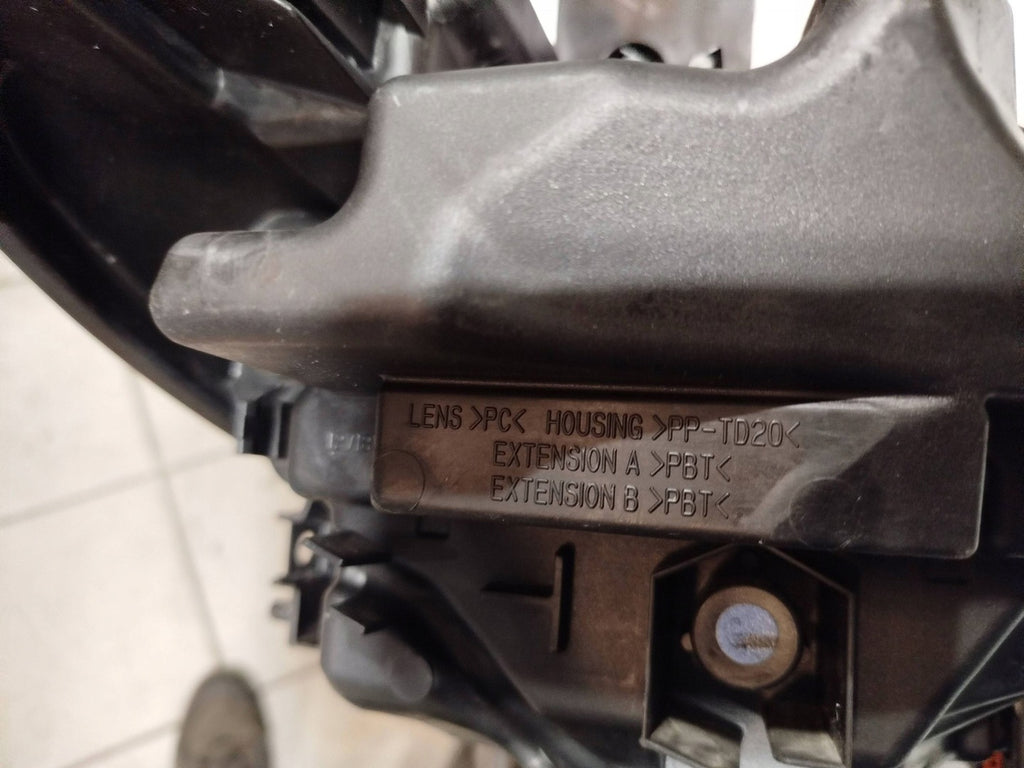 LENS >PC< HOUSING >PP-TD20<
EXTENSION A >PBT<
EXTENSION B >PBT<